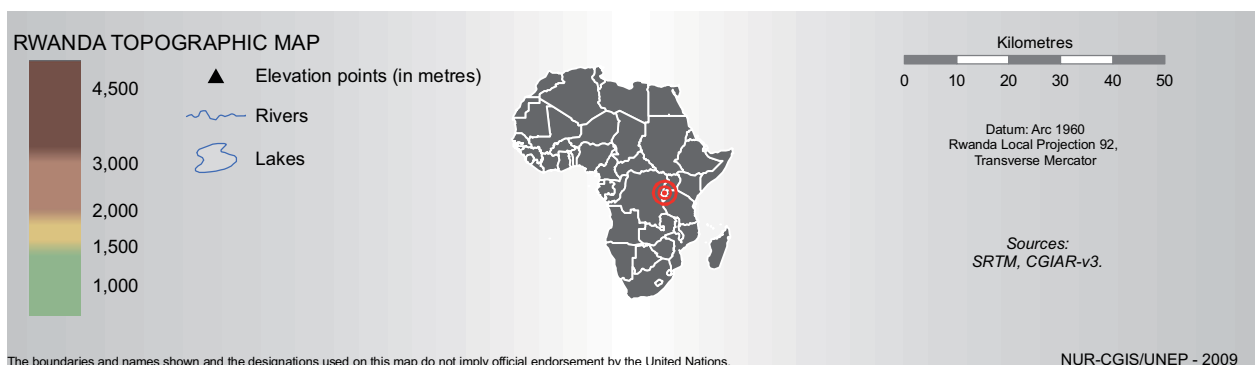 RWANDA TOPOGRAPHIC MAP
4,500
3,000
2,000
1,500
1,000
Elevation points (in metres)
Rivers
Lakes
Kilometres
0 10 20 30 40 50
Datum: Arc 1960
Rwanda Local Projection 92,
Transverse Mercator
Sources:
SRTM, CGIAR-v3.
The boundaries and names shown and the designations used on this map do not imply official endorsement by the United Nations.
NUR-CGIS/UNEP - 2009